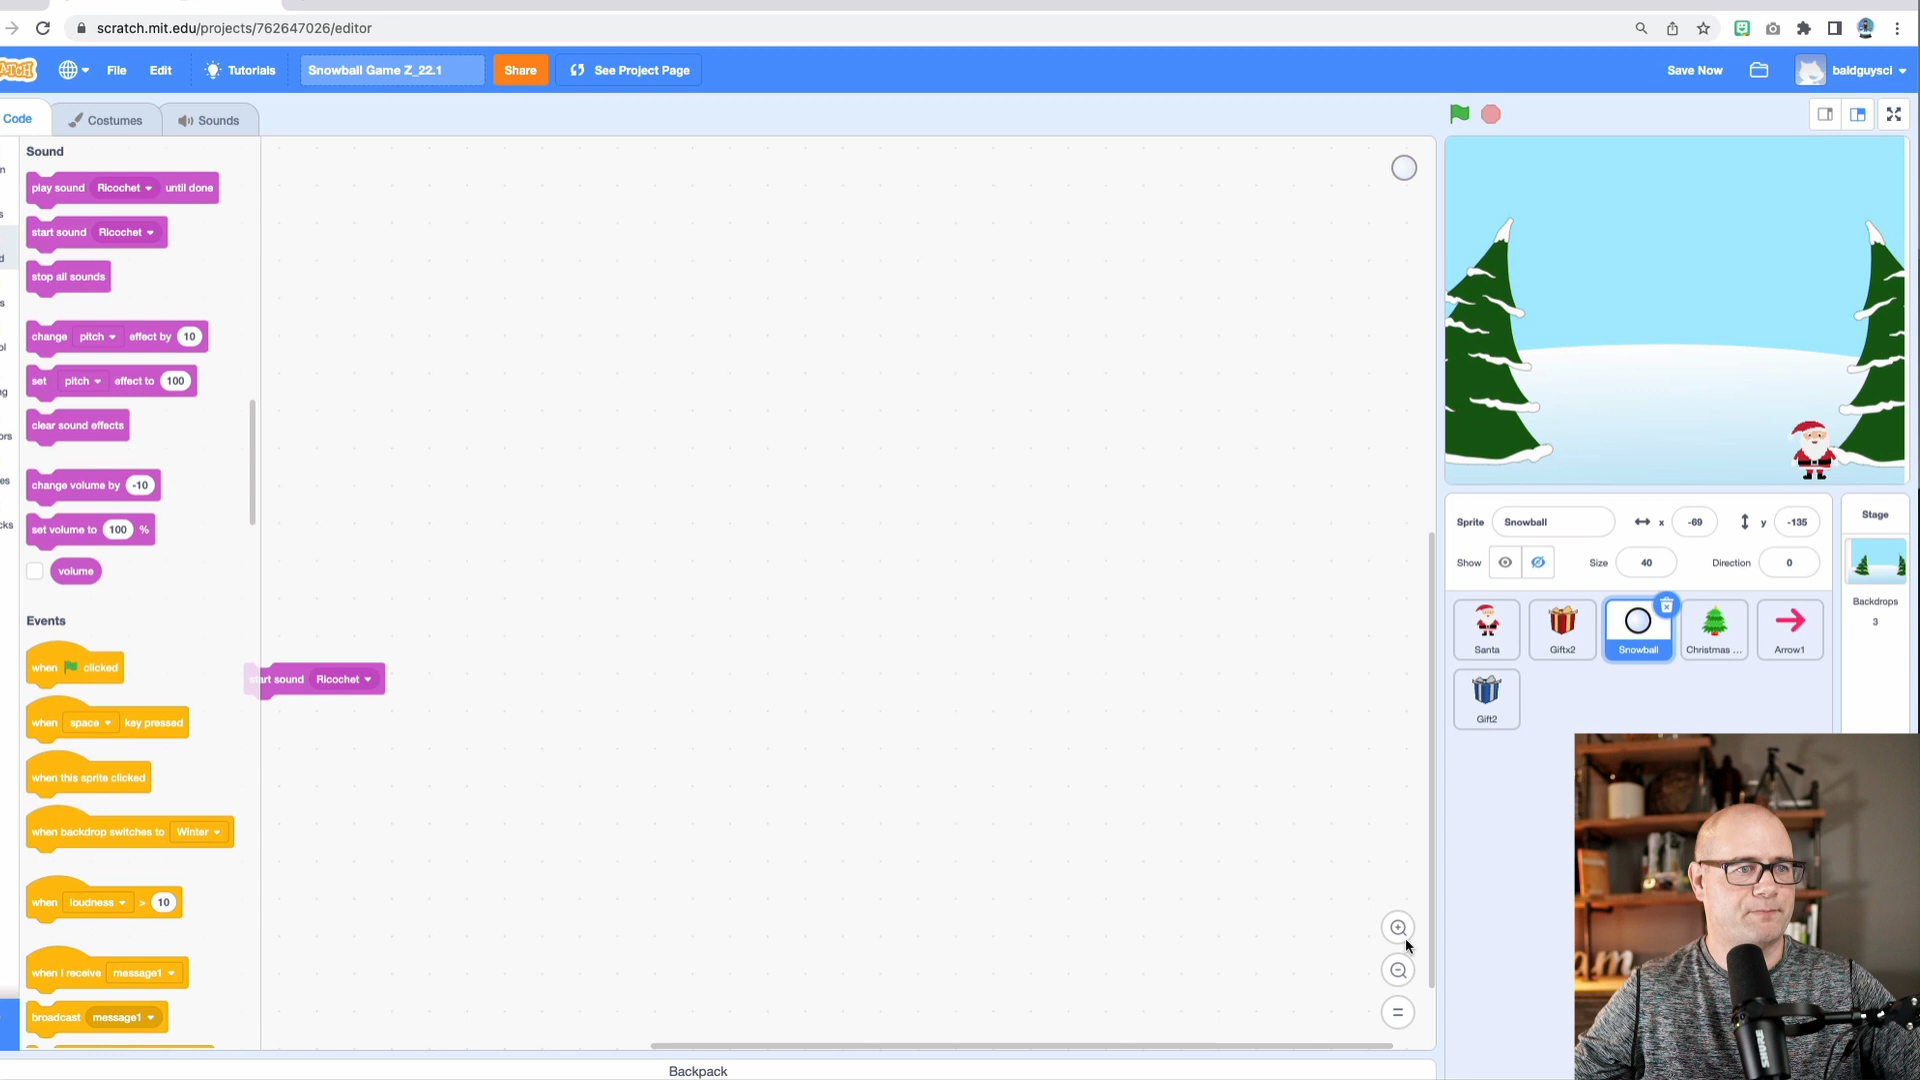 scratch.mit.edu/projects/762647026/editor
File
Edit
Tutorials
Snowball Game Z_22.1
Share
See Project Page
Save Now
baldguysci
Code
Costumes
Sounds
Sound
play sound Ricochet until done
start sound Ricochet
stop all sounds
change pitch effect by 10
set pitch effect to 100
clear sound effects
change volume by -10
set volume to 100 %
volume
Events
when clicked
when space key pressed
when this sprite clicked
when backdrop switches to Winter
when loudness > 10
when I receive message1
broadcast message1
start sound Ricochet
Backpack
Sprite Snowball x -69 y -135
Show Size 40 Direction 0
Santa
Giftx2
Snowball
Christmas ...
Arrow1
Gift2
Stage
Backdrops
3